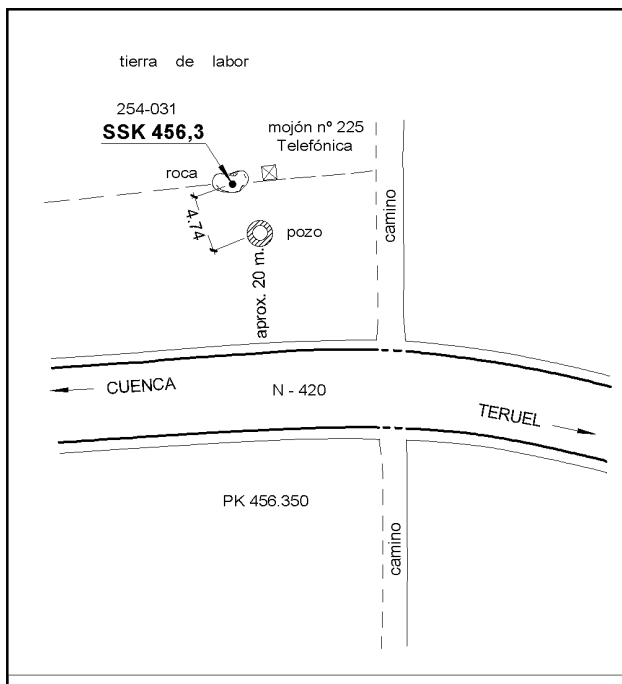 tierra de labor
254-031
SSK 456,3
mojón nº 225
Telefónica
roca
4.74
pozo
camino
aprox. 20 m.
CUENCA
N - 420
TERUEL
PK 456.350
camino